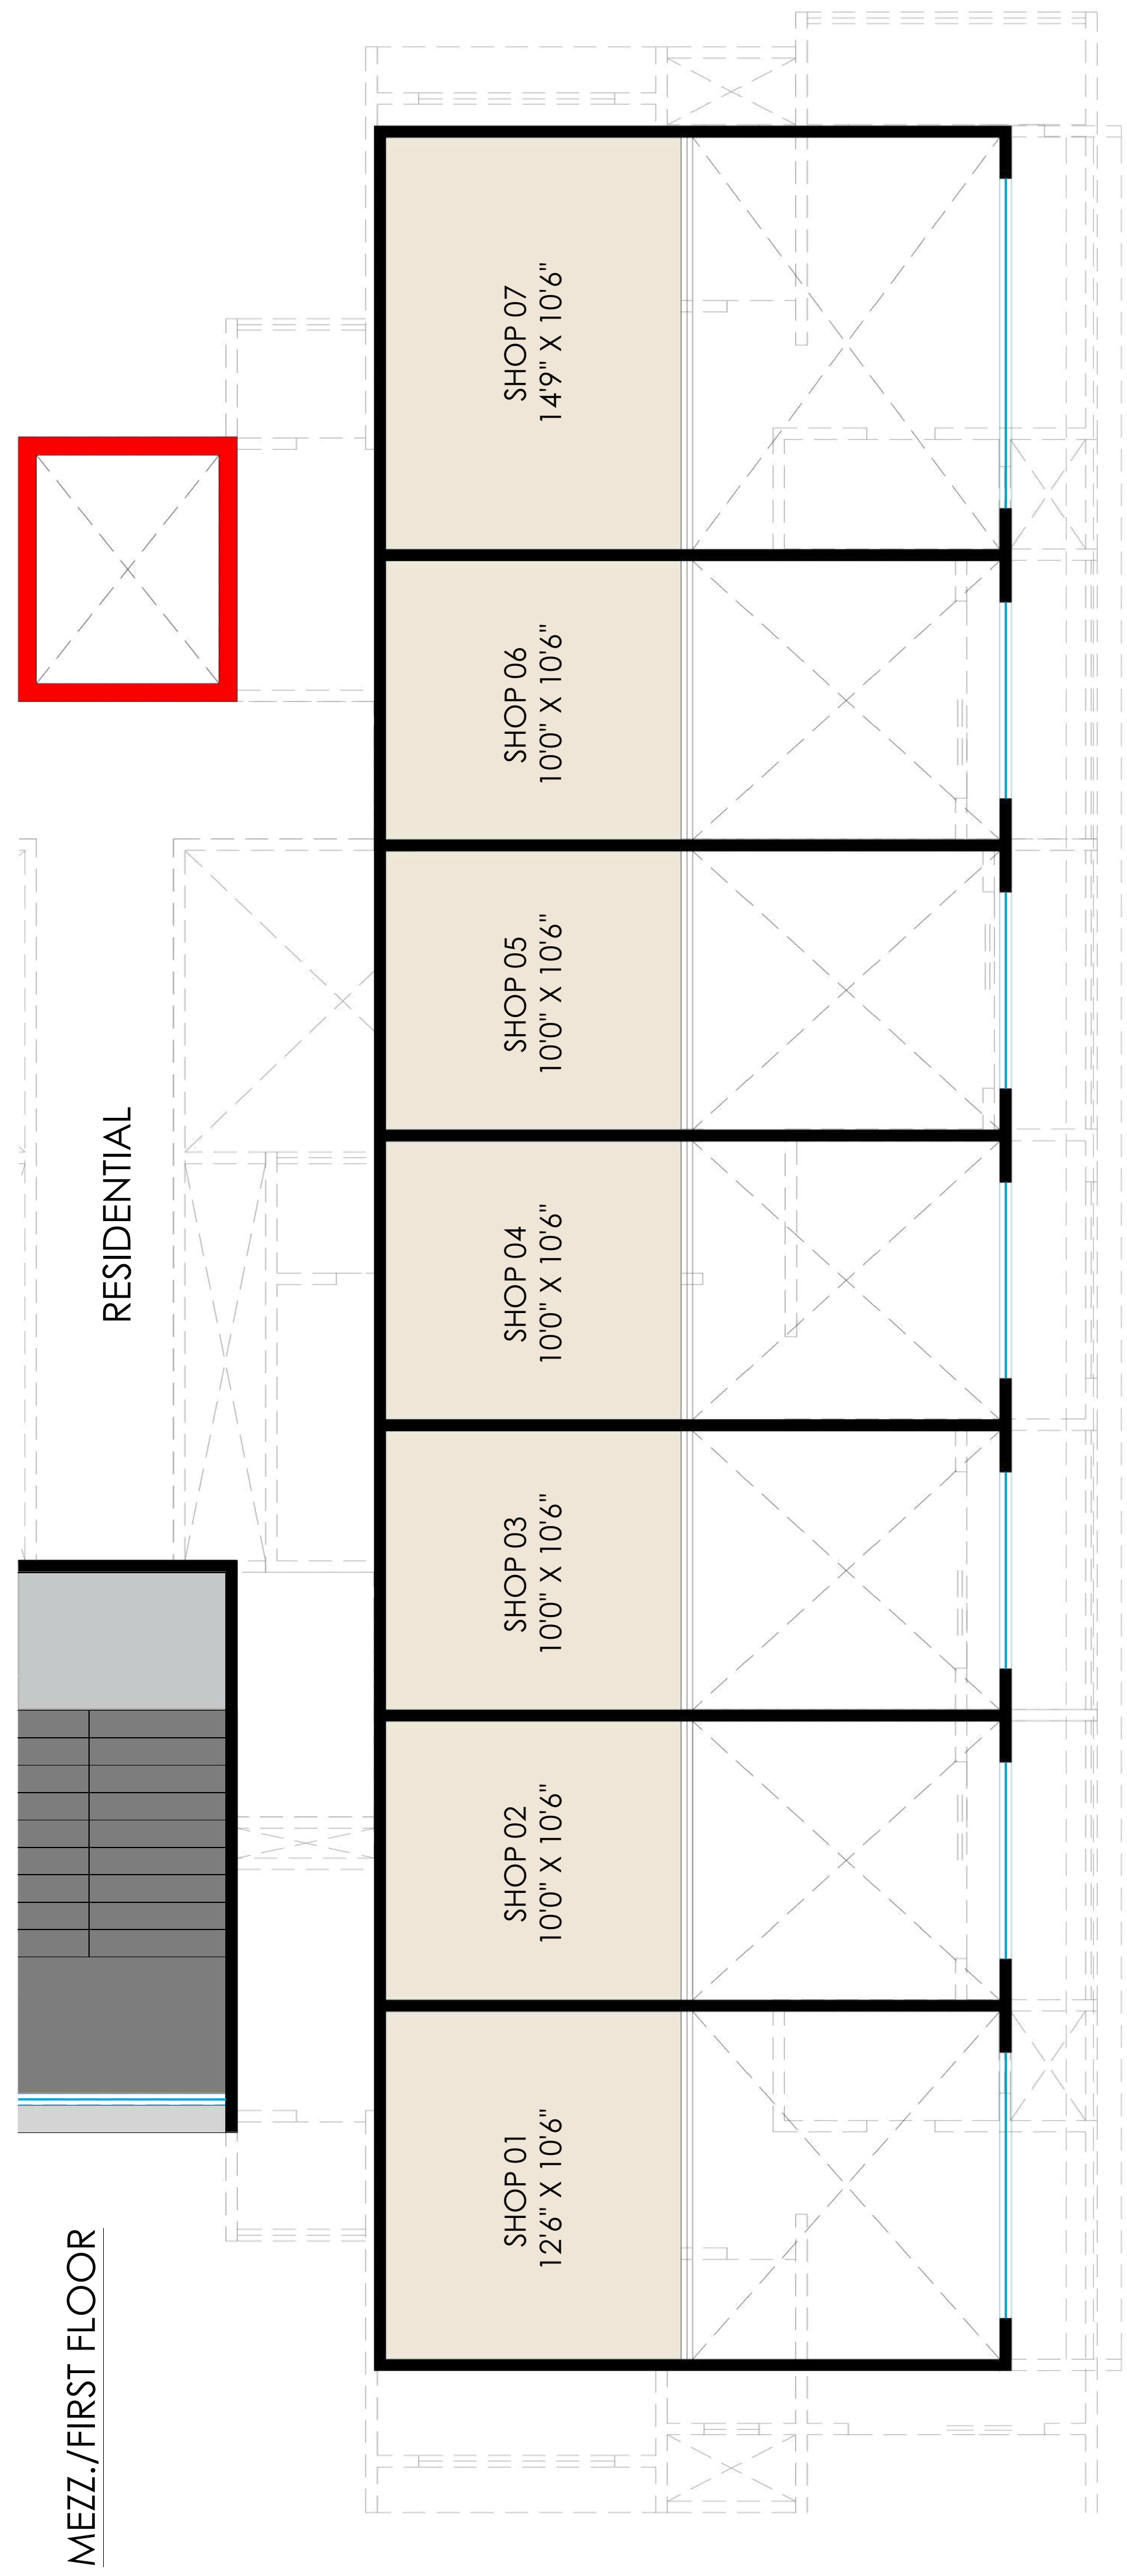 MEZZ./FIRST FLOOR
RESIDENTIAL
SHOP 01
12'6" X 10'6"
SHOP 02
10'0" X 10'6"
SHOP 03
10'0" X 10'6"
SHOP 04
10'0" X 10'6"
SHOP 05
10'0" X 10'6"
SHOP 06
10'0" X 10'6"
SHOP 07
14'9" X 10'6"